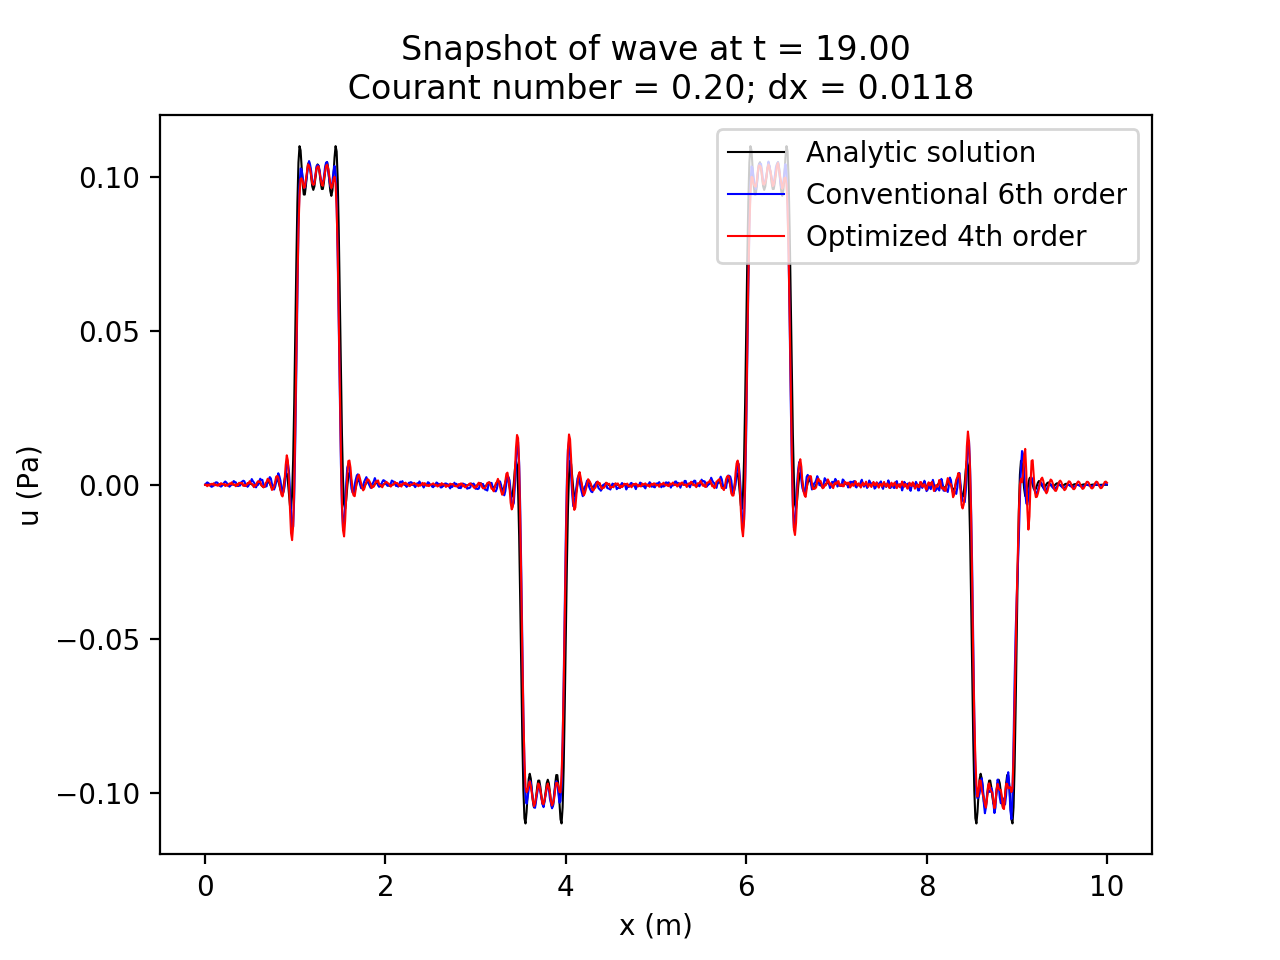 Snapshot of wave at t = 19.00
Courant number = 0.20; dx = 0.0118
Analytic solution
Conventional 6th order
Optimized 4th order
0.10
0.05
0.00
−0.05
−0.10
u (Pa)
0 2 4 6 8 10
x (m)